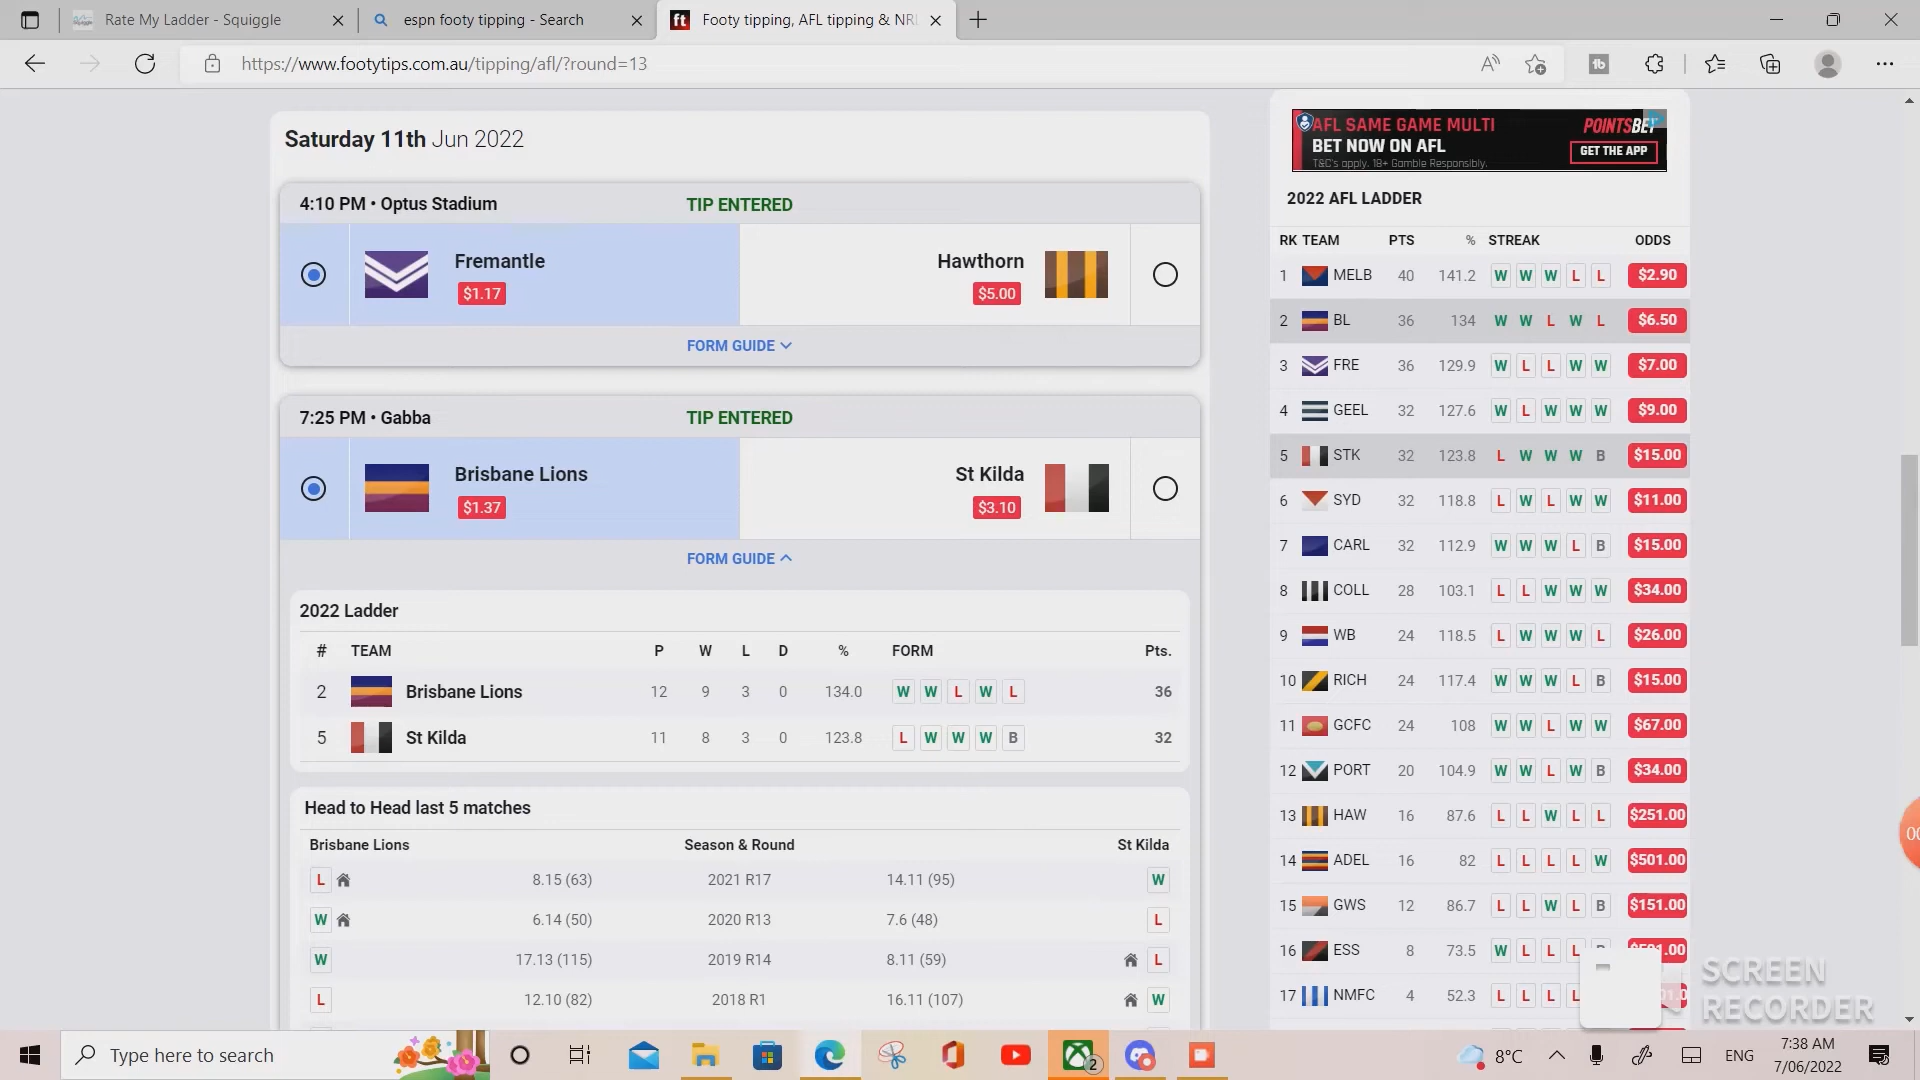 Rate My Ladder - Squiggle
espn footy tipping - Search
ft Footy tipping, AFL tipping & NRL
https://www.footytips.com.au/tipping/afl/?round=13
Saturday 11th Jun 2022
4:10 PM • Optus Stadium TIP ENTERED
Fremantle Hawthorn
$1.17 $5.00
FORM GUIDE
7:25 PM • Gabba TIP ENTERED
Brisbane Lions St Kilda
$1.37 $3.10
FORM GUIDE
2022 Ladder
# TEAM P W L D % FORM Pts.
2 Brisbane Lions 12 9 3 0 134.0 W W L W L 36
5 St Kilda 11 8 3 0 123.8 L W W W B 32
Head to Head last 5 matches
Brisbane Lions Season & Round St Kilda
L 8.15 (63) 2021 R17 14.11 (95) W
W 6.14 (50) 2020 R13 7.6 (48) L
W 17.13 (115) 2019 R14 8.11 (59) L
L 12.10 (82) 2018 R1 16.11 (107) W
AFL SAME GAME MULTI POINTSBET
BET NOW ON AFL GET THE APP
T&C's apply. 18+ Gamble Responsibly.
2022 AFL LADDER
RK TEAM PTS % STREAK ODDS
1 MELB 40 141.2 W W W L L $2.90
2 BL 36 134 W W L W L $6.50
3 FRE 36 129.9 W L L W W $7.00
4 GEEL 32 127.6 W L W W W $9.00
5 STK 32 123.8 L W W W B $15.00
6 SYD 32 118.8 L W L W W $11.00
7 CARL 32 112.9 W W W L B $15.00
8 COLL 28 103.1 L L W W W $34.00
9 WB 24 118.5 L W W W L $26.00
10 RICH 24 117.4 W W W L B $15.00
11 GCFC 24 108 W W L W W $67.00
12 PORT 20 104.9 W W L W B $34.00
13 HAW 16 87.6 L L W L L $251.00
14 ADEL 16 82 L L L L W $501.00
15 GWS 12 86.7 L L W L B $151.00
16 ESS 8 73.5 W L L L
17 NMFC 4 52.3 L L L L
SCREEN
RECORDER
Type here to search
2
8°C
ENG
7:38 AM
7/06/2022